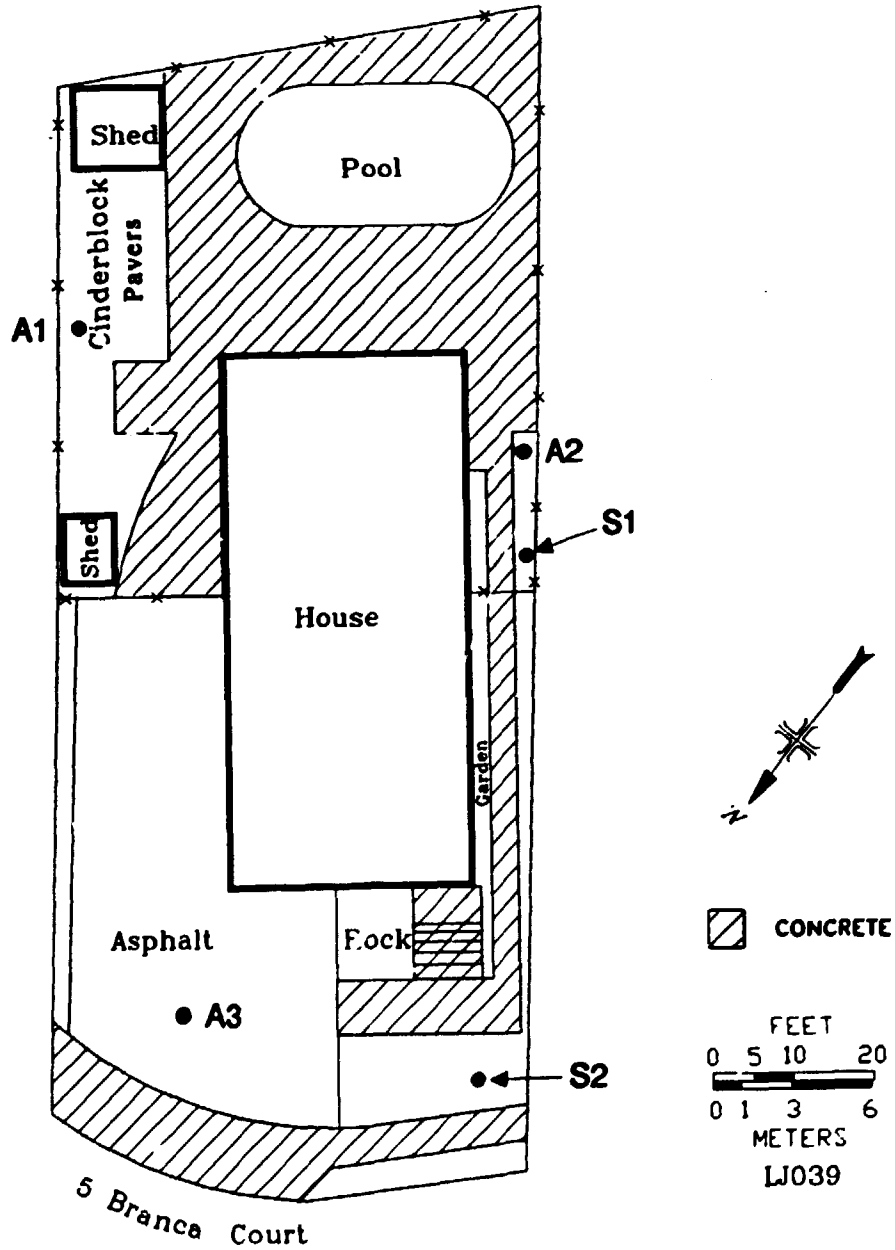 Shed
Pool
Cinderblock
Pavers
A1
A2
S1
Shed
House
Garden
N
Asphalt
Rock
CONCRETE
A3
FEET
0 5 10 20
S2
0 1 3 6
METERS
LJ039
5 Branca Court